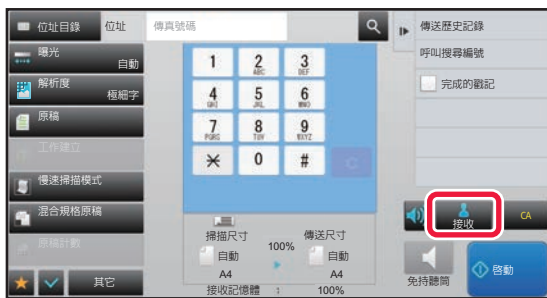 位址目錄
位址
傳真號碼
傳送歷史記錄
曝光
自動
呼叫搜尋編號
解析度
極細字
完成的戳記
原稿
工作建立
慢速掃描模式
混合規格原稿
原稿計數
其它
1
2 ABC
3 DEF
4 GHI
5 JKL
6 MNO
7 PQRS
8 TUV
9 WXYZ
0
#
C
掃描尺寸
100%
傳送尺寸
自動
自動
A4
A4
接收記憶體 : 100%
接收
CA
免持聽筒
啓動